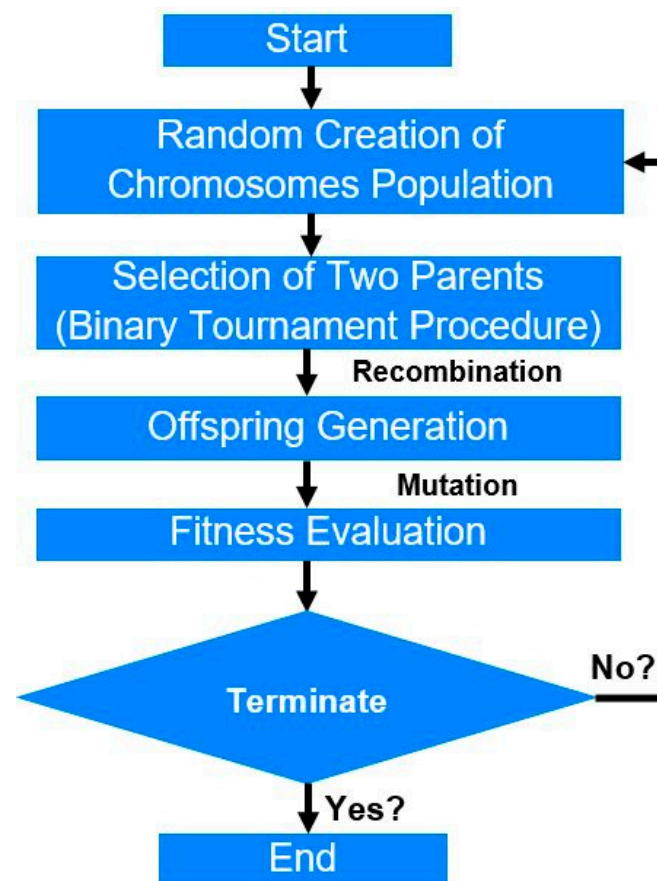 Start
Random Creation of
Chromosomes Population
Selection of Two Parents
(Binary Tournament Procedure)
Recombination
Offspring Generation
Mutation
Fitness Evaluation
Terminate
No?
Yes?
End